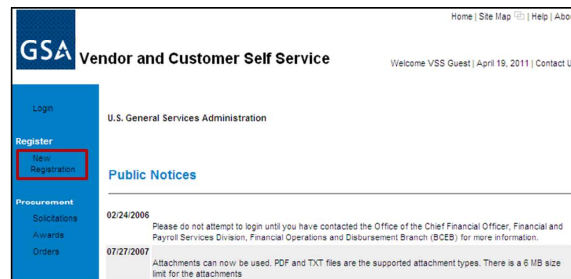 Home | Site Map | Help | Abo
GSA Vendor and Customer Self Service
Welcome VSS Guest | April 19, 2011 | Contact U
Login
U.S. General Services Administration
Register
New
Registration
Public Notices
Procurement
Solicitations
Awards
Orders
02/24/2006
Please do not attempt to login until you have contacted the Office of the Chief Financial Officer, Financial and
Payroll Services Division, Financial Operations and Disbursement Branch (BCEB) for more information.
07/27/2007
Attachments can now be used. PDF and TXT files are the supported attachment types. There is a 6 MB size
limit for the attachments